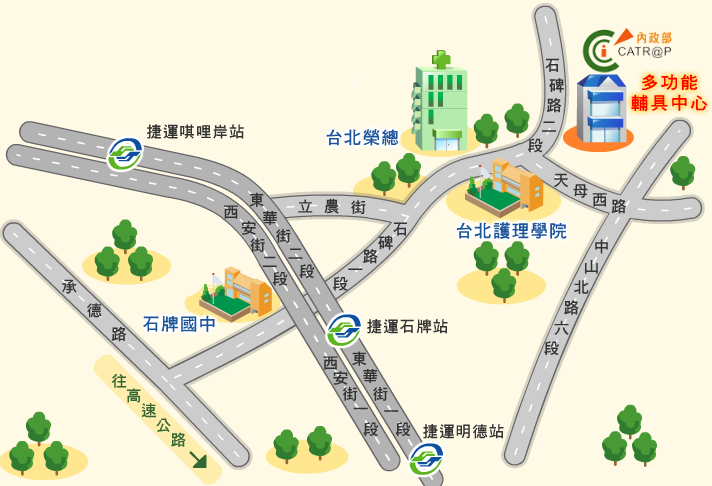 內政部
CATR@P
多功能
輔具中心
石碑路二段
捷運唭哩岸站
台北榮總
天母西路
台北護理學院
東華街二段
西安街二段
立農街
石碑路一段
中山北路六段
承德路
石牌國中
捷運石牌站
東華街一段
西安街一段
往高速公路
捷運明德站